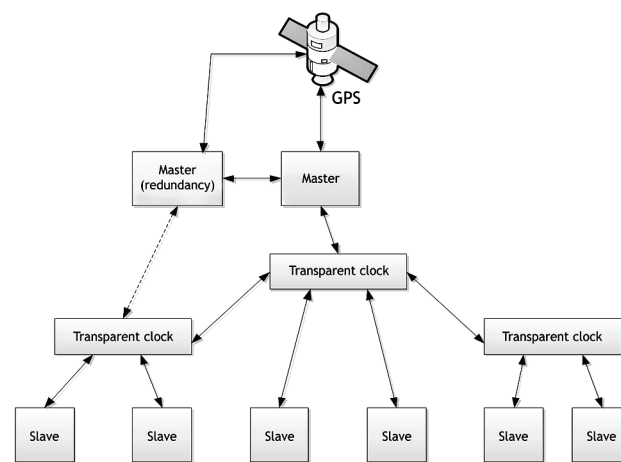 GPS
Master
(redundancy)
Master
Transparent clock
Transparent clock
Transparent clock
Slave
Slave
Slave
Slave
Slave
Slave